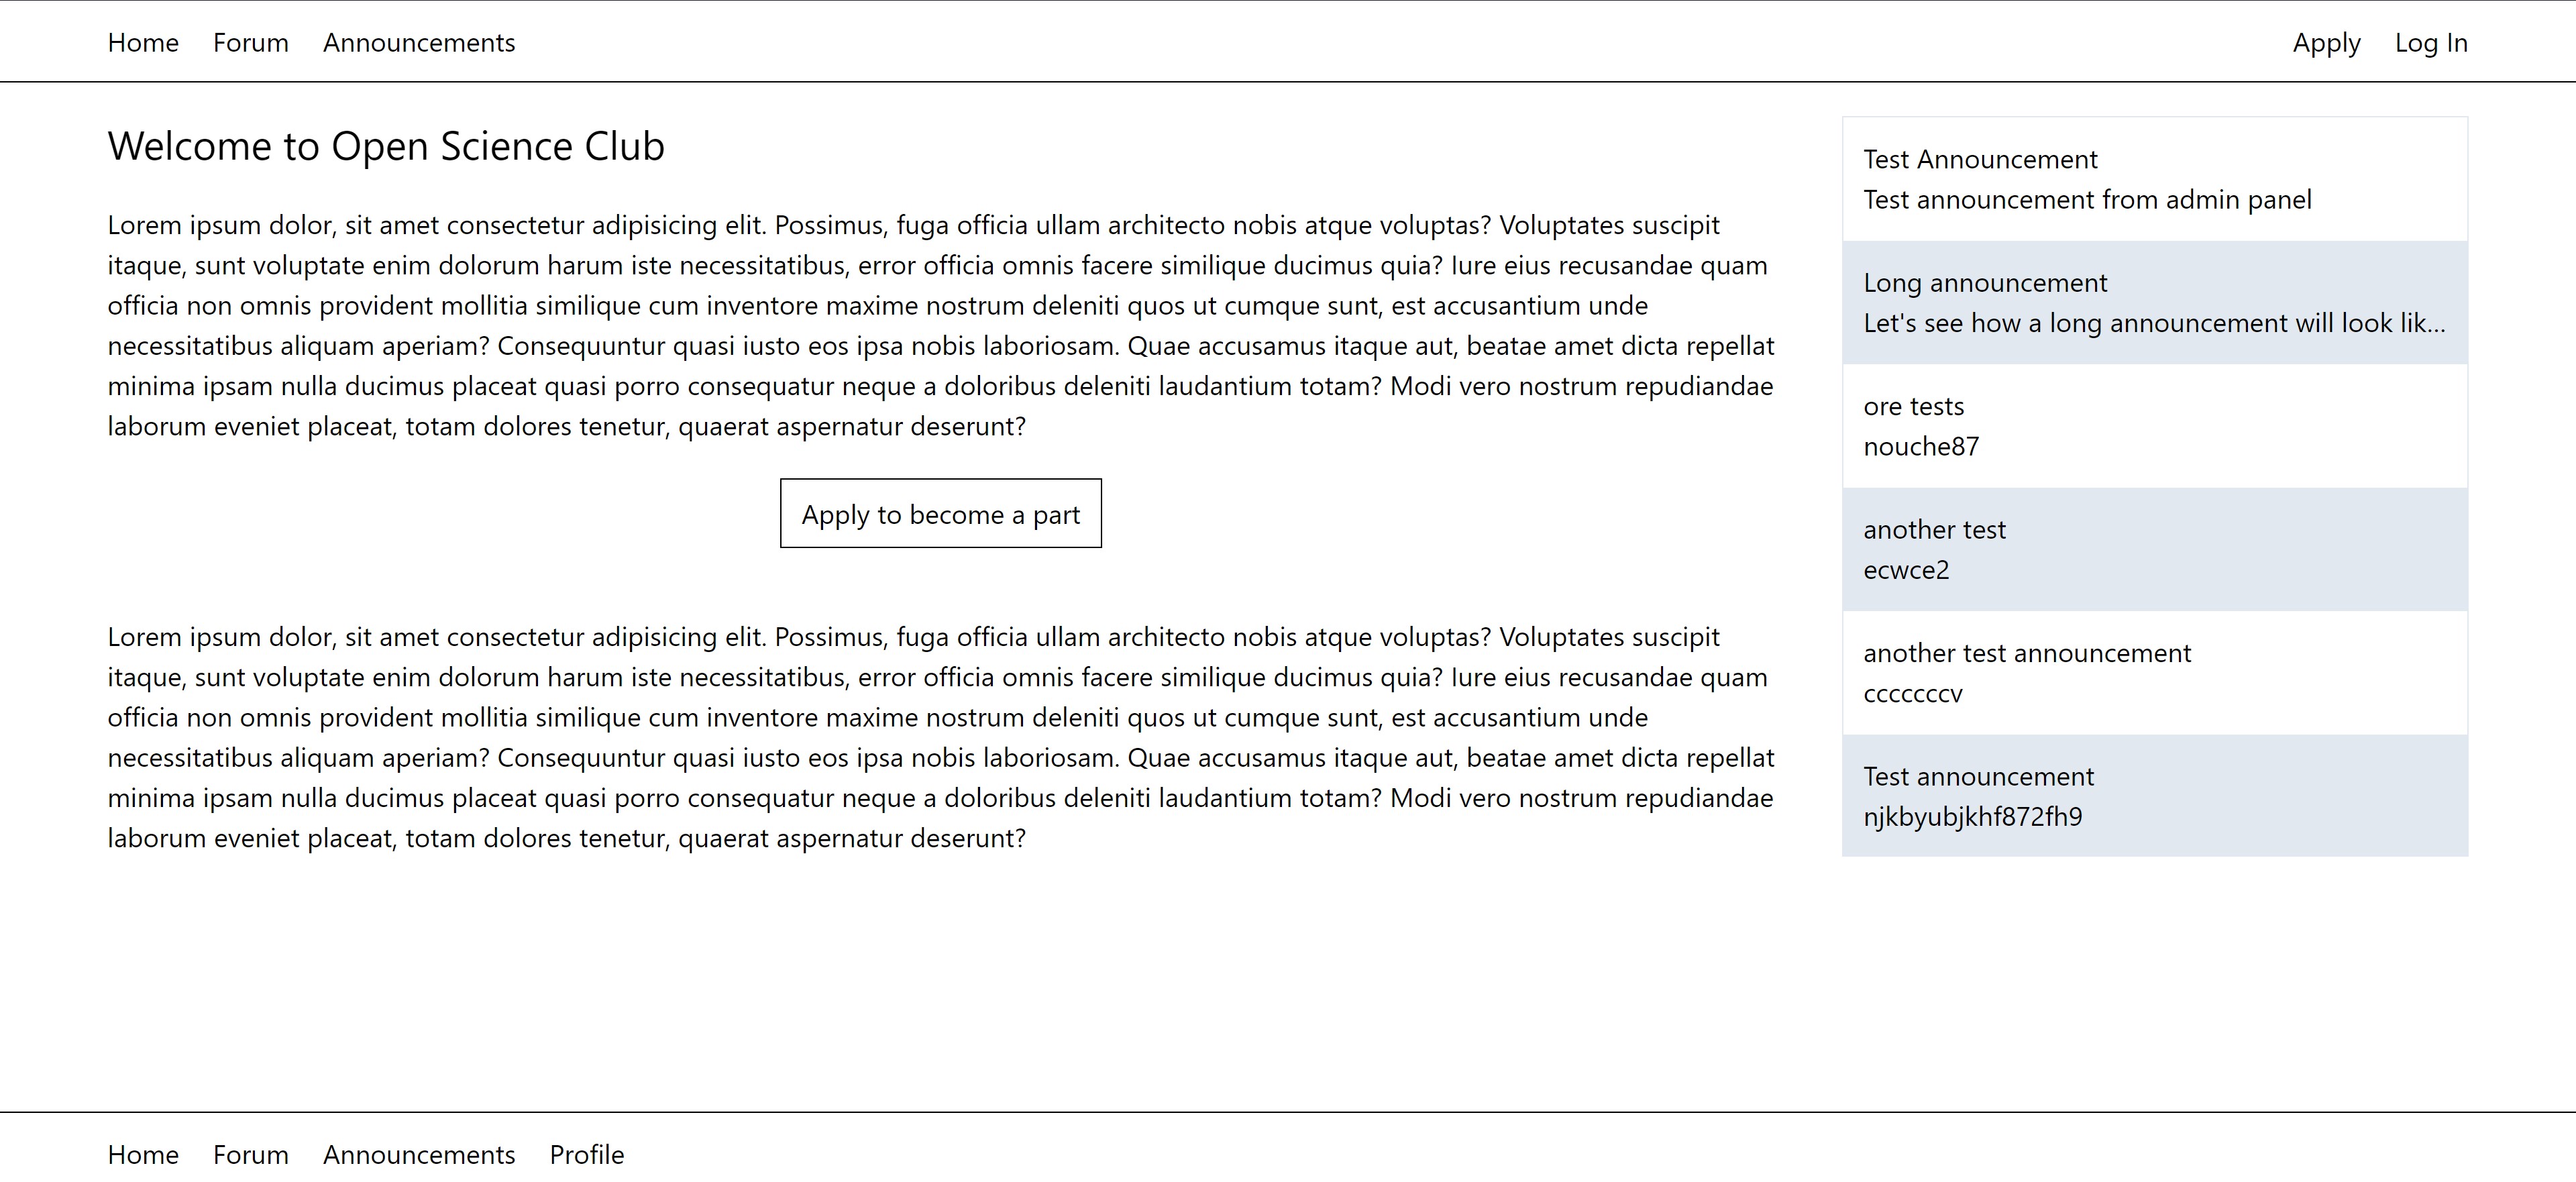 Home Forum Announcements Apply Log In
Welcome to Open Science Club
Lorem ipsum dolor, sit amet consectetur adipisicing elit. Possimus, fuga officia ullam architecto nobis atque voluptas? Voluptates suscipit
itaque, sunt voluptate enim dolorum harum iste necessitatibus, error officia omnis facere similique ducimus quia? Iure eius recusandae quam
officia non omnis provident mollitia similique cum inventore maxime nostrum deleniti quos ut cumque sunt, est accusantium unde
necessitatibus aliquam aperiam? Consequuntur quasi iusto eos ipsa nobis laboriosam. Quae accusamus itaque aut, beatae amet dicta repellat
minima ipsam nulla ducimus placeat quasi porro consequatur neque a doloribus deleniti laudantium totam? Modi vero nostrum repudiandae
laborum eveniet placeat, totam dolores tenetur, quaerat aspernatur deserunt?
Apply to become a part
Lorem ipsum dolor, sit amet consectetur adipisicing elit. Possimus, fuga officia ullam architecto nobis atque voluptas? Voluptates suscipit
itaque, sunt voluptate enim dolorum harum iste necessitatibus, error officia omnis facere similique ducimus quia? Iure eius recusandae quam
officia non omnis provident mollitia similique cum inventore maxime nostrum deleniti quos ut cumque sunt, est accusantium unde
necessitatibus aliquam aperiam? Consequuntur quasi iusto eos ipsa nobis laboriosam. Quae accusamus itaque aut, beatae amet dicta repellat
minima ipsam nulla ducimus placeat quasi porro consequatur neque a doloribus deleniti laudantium totam? Modi vero nostrum repudiandae
laborum eveniet placeat, totam dolores tenetur, quaerat aspernatur deserunt?
Test Announcement
Test announcement from admin panel
Long announcement
Let's see how a long announcement will look lik...
ore tests
nouche87
another test
ecwce2
another test announcement
cccccccv
Test announcement
njkbyubjkhf872fh9
Home Forum Announcements Profile